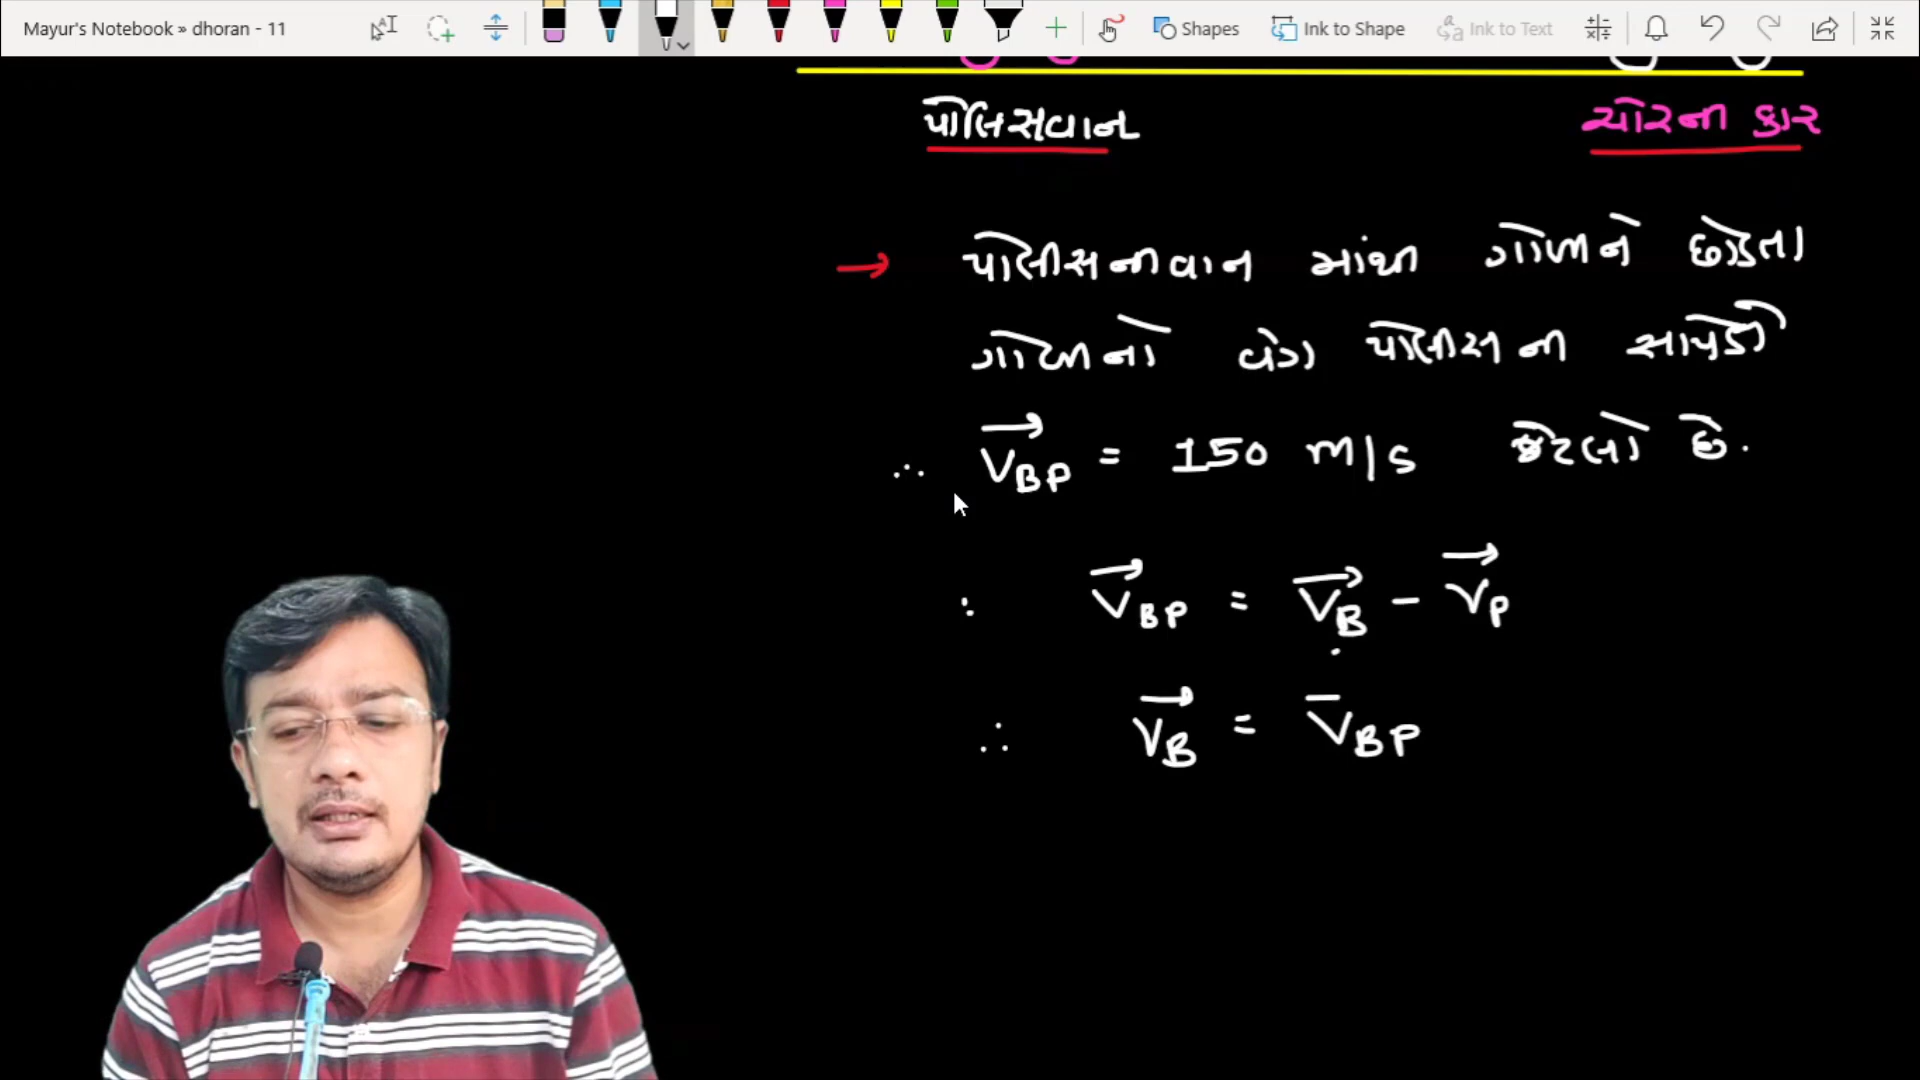 Mayur's Notebook » dhoran - 11
Shapes
Ink to Shape
Ink to Text
પોલિસવાન
ચોરની કાર
→ પોલીસનીવાન માંથી ગોળીને છોડતા
ગોળીનો વેગ પોલીસની સાપેક્ષે
∴ V⃗BP = 150 m/s જેટલો છે.
∴ V⃗BP = V⃗B - V⃗P
∴ V⃗B = V̅BP